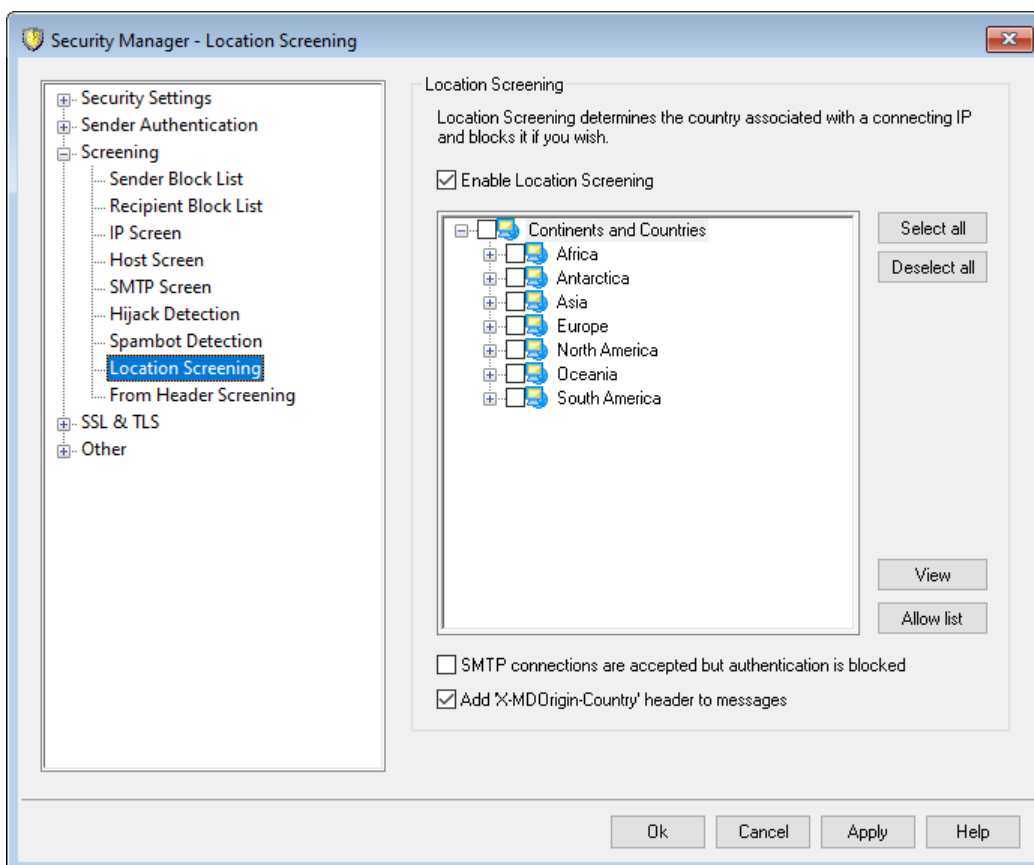 Security Manager - Location Screening
Security Settings
Sender Authentication
Screening
Sender Block List
Recipient Block List
IP Screen
Host Screen
SMTP Screen
Hijack Detection
Spambot Detection
Location Screening
From Header Screening
SSL & TLS
Other
Location Screening
Location Screening determines the country associated with a connecting IP
and blocks it if you wish.
Enable Location Screening
Continents and Countries
Africa
Antarctica
Asia
Europe
North America
Oceania
South America
Select all
Deselect all
View
Allow list
SMTP connections are accepted but authentication is blocked
Add 'X-MDOrigin-Country' header to messages
Ok
Cancel
Apply
Help